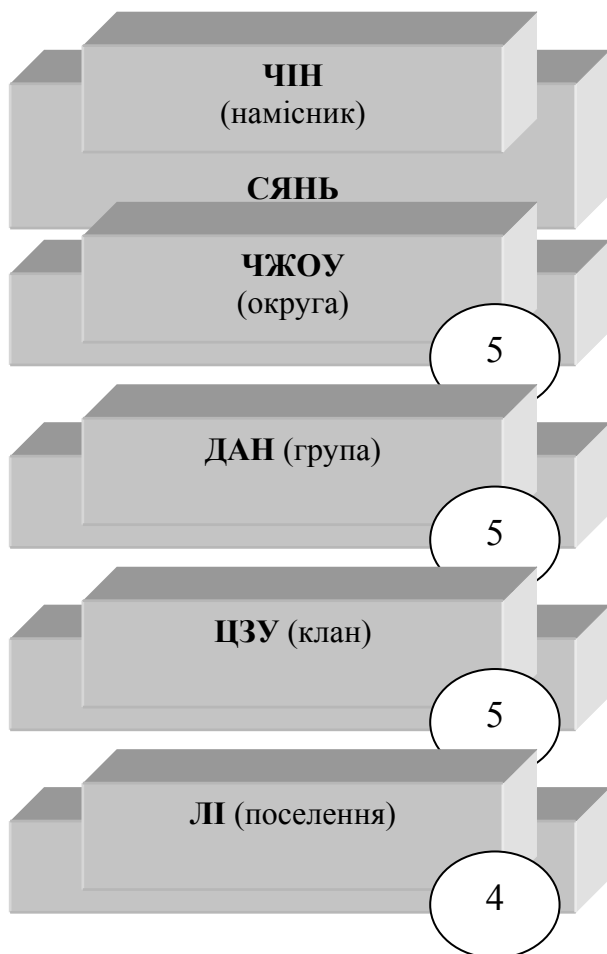 ЧІН
(намісник)
СЯНЬ
ЧЖОУ
(округа)
5
ДАН (група)
5
ЦЗУ (клан)
5
ЛІ (поселення)
4